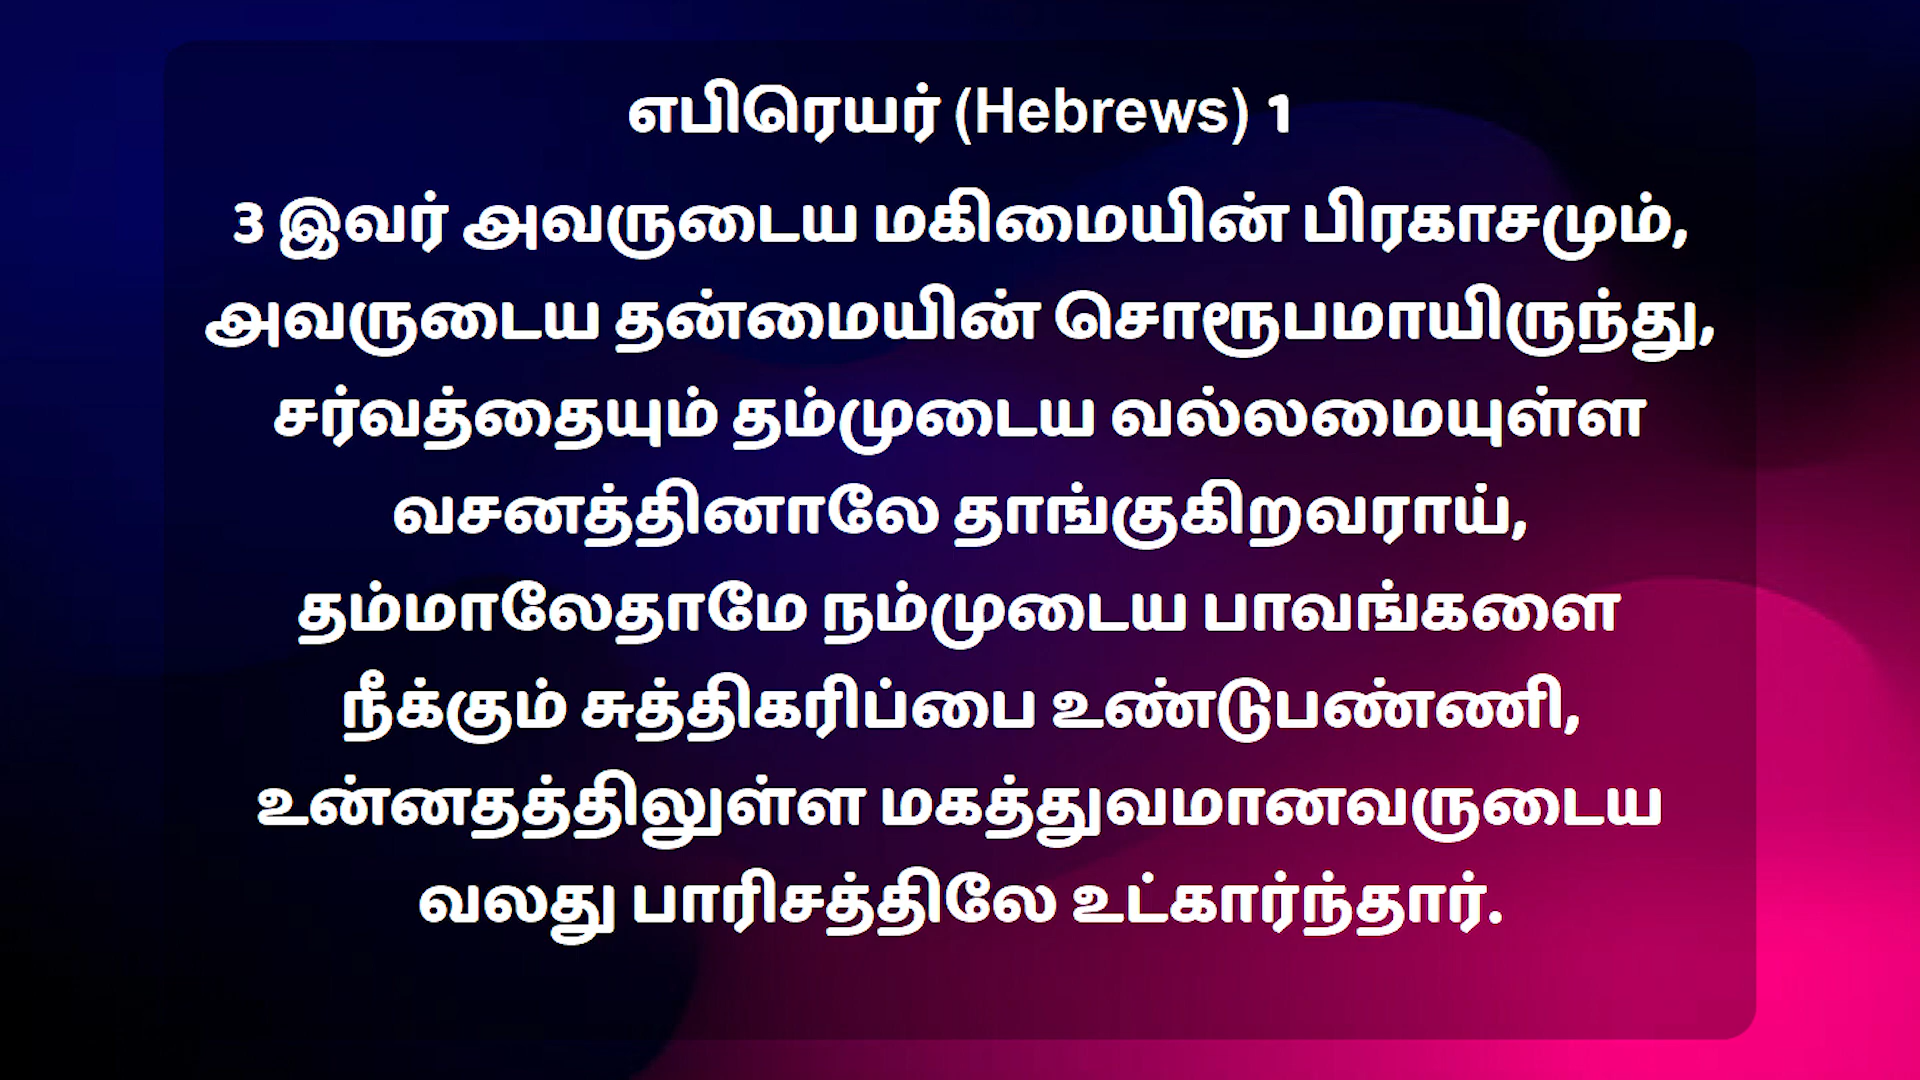 எபிரெயர் (Hebrews) 1
3 இவர் அவருடைய மகிமையின் பிரகாசமும்,
அவருடைய தன்மையின் சொரூபமாயிருந்து,
சர்வத்தையும் தம்முடைய வல்லமையுள்ள
வசனத்தினாலே தாங்குகிறவராய்,
தம்மாலேதாமே நம்முடைய பாவங்களை
நீக்கும் சுத்திகரிப்பை உண்டுபண்ணி,
உன்னதத்திலுள்ள மகத்துவமானவருடைய
வலது பாரிசத்திலே உட்கார்ந்தார்.